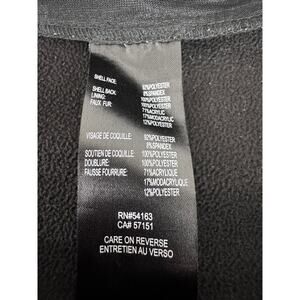 SHELL FACE: 92%POLYESTER
8%SPANDEX
SHELL BACK: 100%POLYESTER
LINING: 100%POLYESTER
FAUX FUR: 71%ACRYLIC
17%MODACRYLIC
12%POLYESTER
VISAGE DE COQUILLE: 92%POLYESTER
8%SPANDEX
SOUTIEN DE COQUILLE: 100%POLYESTER
DOUBLURE: 100%POLYESTER
FAUSSE FOURRURE: 71%ACRYLIQUE
17%MODACRYLIQUE
12%POLYESTER
RN#54163
CA# 57151
CARE ON REVERSE
ENTRETIEN AU VERSO